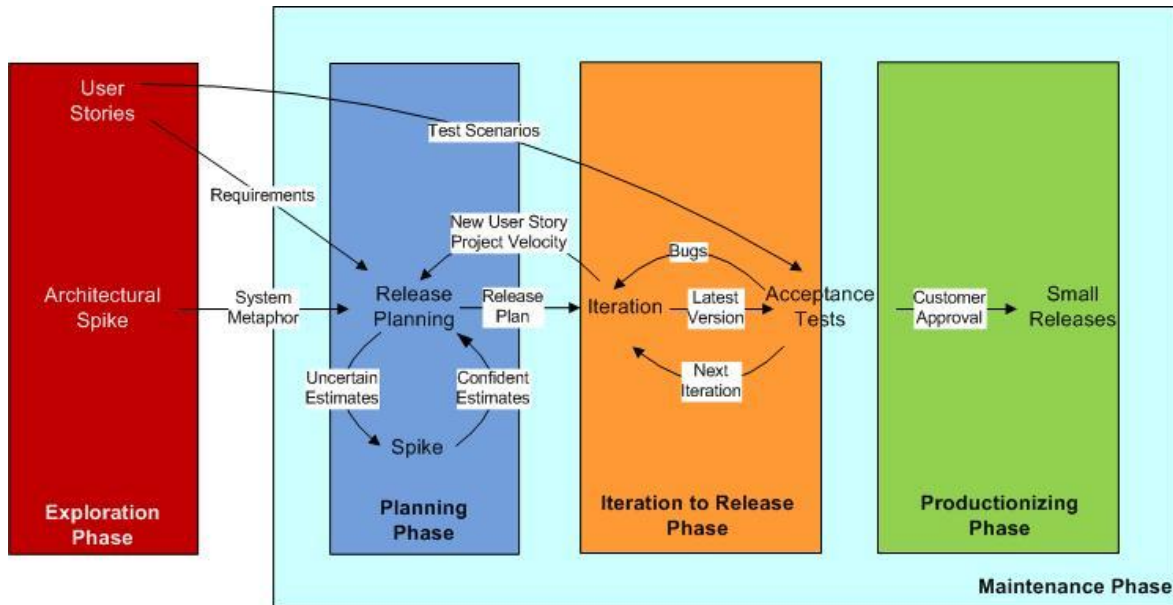 User
Stories
Test Scenarios
Requirements
New User Story
Project Velocity
Bugs
Architectural
Spike
System
Metaphor
Release
Planning
Release
Plan
Iteration
Latest
Version
Acceptance
Tests
Customer
Approval
Small
Releases
Uncertain
Estimates
Confident
Estimates
Next
Iteration
Spike
Exploration
Phase
Planning
Phase
Iteration to Release
Phase
Productionizing
Phase
Maintenance Phase